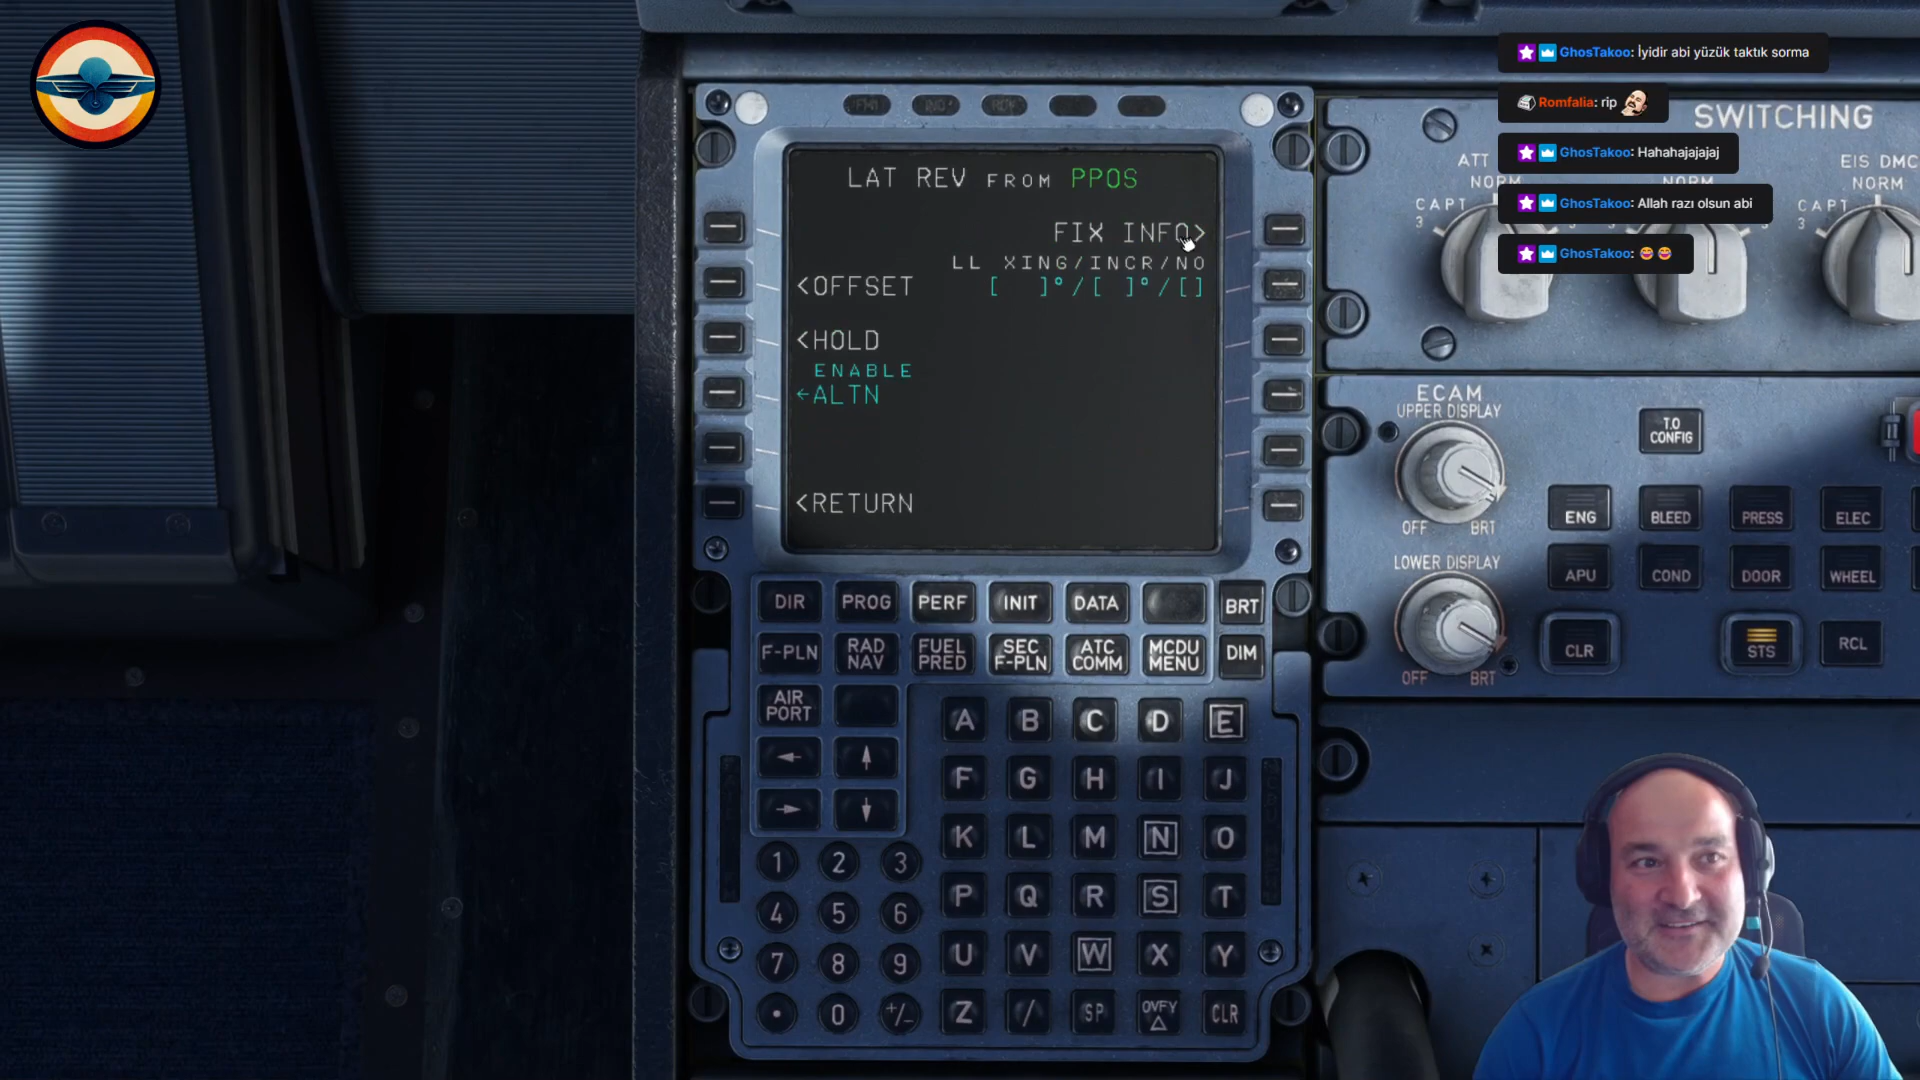 GhosTakoo: İyidir abi yüzük taktık sorma
Romfalia: rip
GhosTakoo: Hahahajajajaj
GhosTakoo: Allah razı olsun abi
GhosTakoo: 😂 😂
LAT REV FROM PPOS
FIX INFO>
LL XING/INCR/NO
<OFFSET [ ]°/[ ]°/[]
<HOLD
ENABLE
←ALTN
<RETURN
DIR PROG PERF INIT DATA BRT
F-PLN RAD NAV FUEL PRED SEC F-PLN ATC COMM MCDU MENU DIM
AIR PORT
← ↑
→ ↓
A B C D E
F G H I J
K L M N O
P Q R S T
U V W X Y
Z / SP OVFY △ CLR
1 2 3
4 5 6
7 8 9
• 0 +/-
SWITCHING
ATT
NORM
CAPT
3
NORM
EIS DMC
NORM
CAPT
3
ECAM
UPPER DISPLAY
OFF BRT
LOWER DISPLAY
OFF BRT
T.O
CONFIG
ENG BLEED PRESS ELEC
APU COND DOOR WHEEL
CLR STS RCL